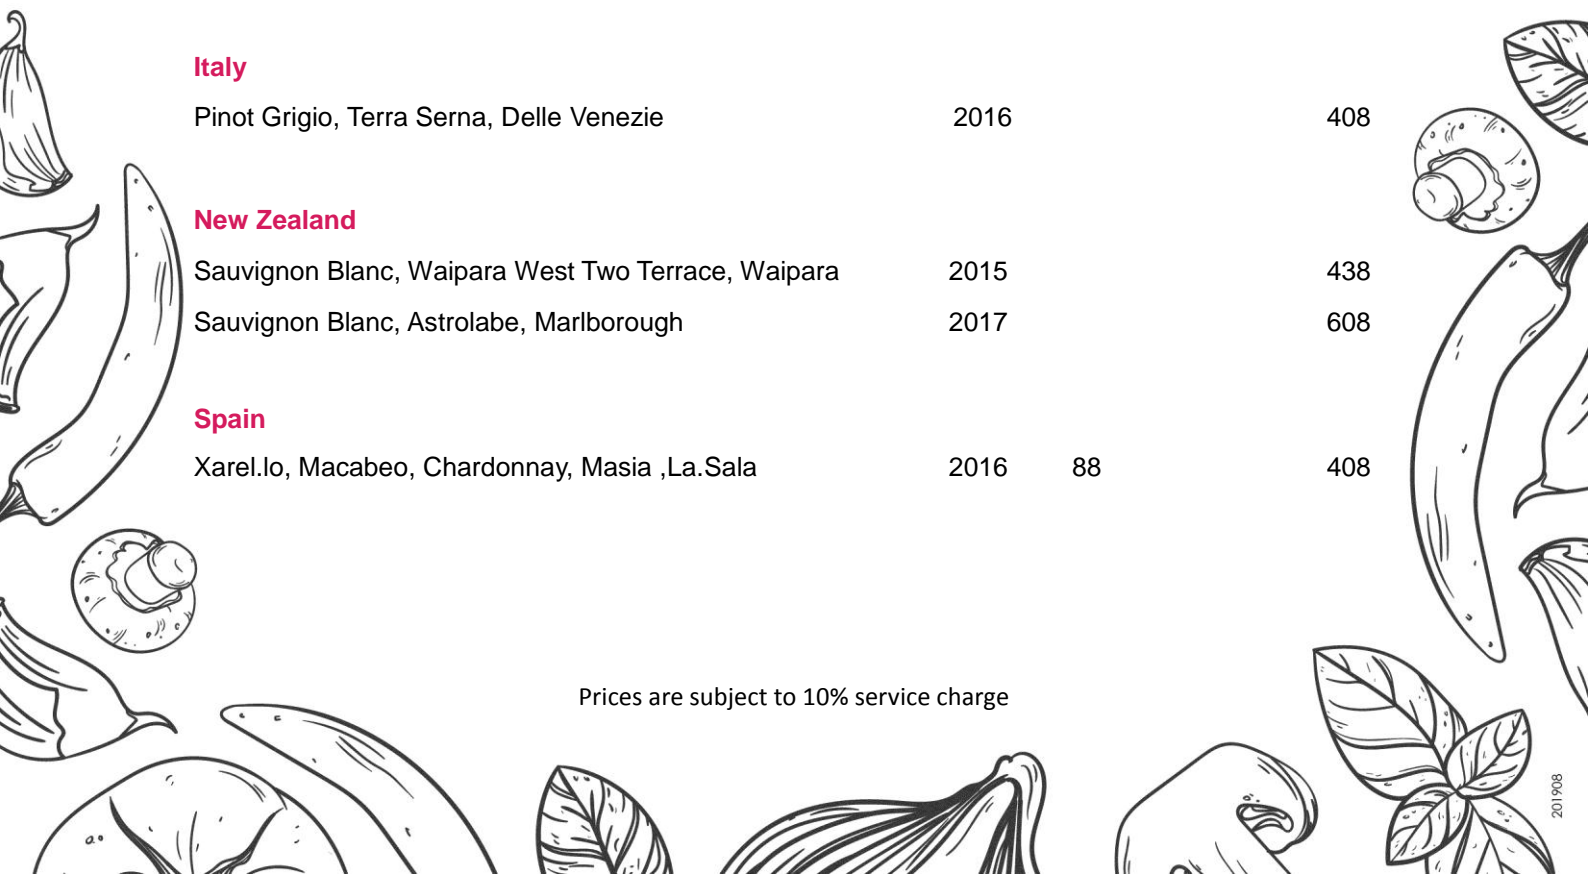 Italy
Pinot Grigio, Terra Serna, Delle Venezie 2016 408
New Zealand
Sauvignon Blanc, Waipara West Two Terrace, Waipara 2015 438
Sauvignon Blanc, Astrolabe, Marlborough 2017 608
Spain
Xarel.lo, Macabeo, Chardonnay, Masia ,La.Sala 2016 88 408
Prices are subject to 10% service charge
201908